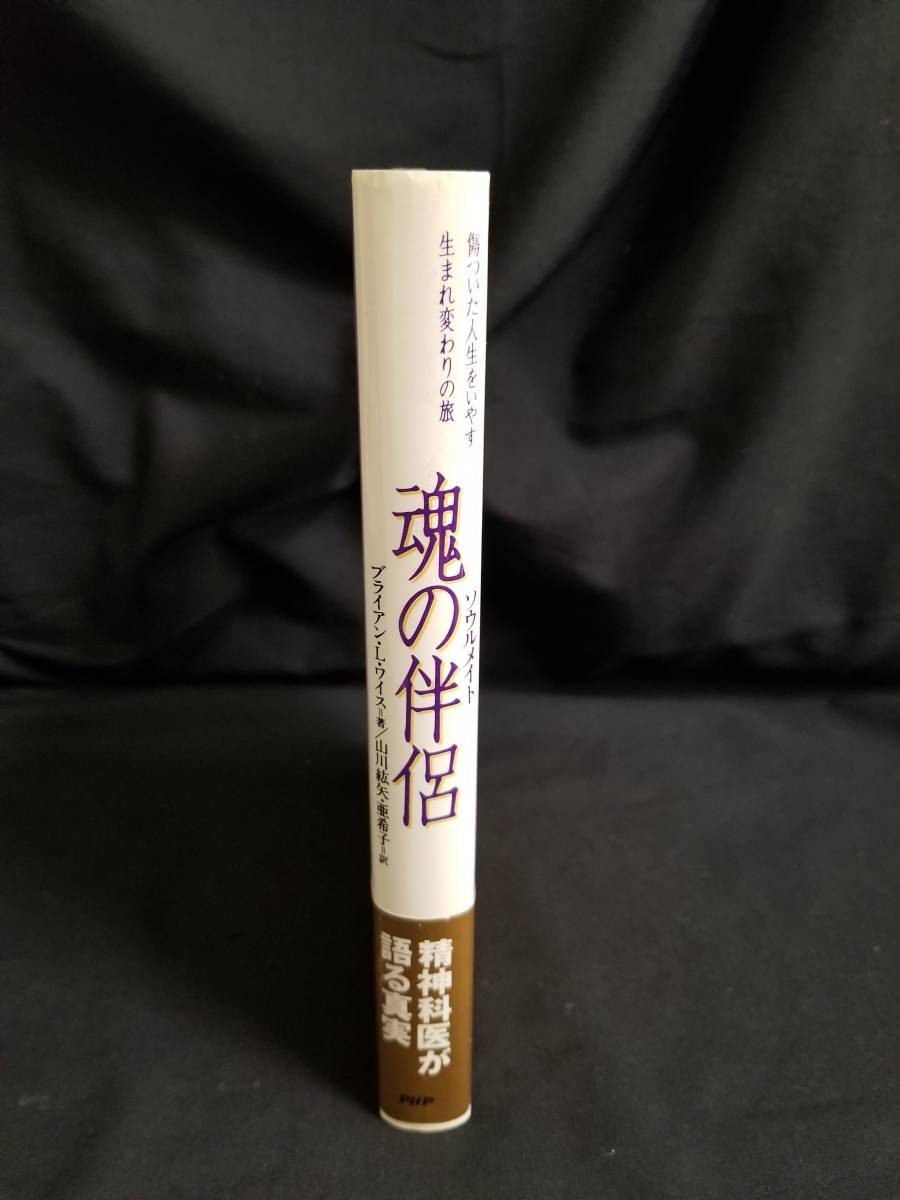 傷ついた人生をいやす
生まれ変わりの旅
魂の伴侶
ソウルメイト
ブライアン・L・ワイス=著/山川紘矢・亜希子=訳
精神科医が
語る真実
PHP